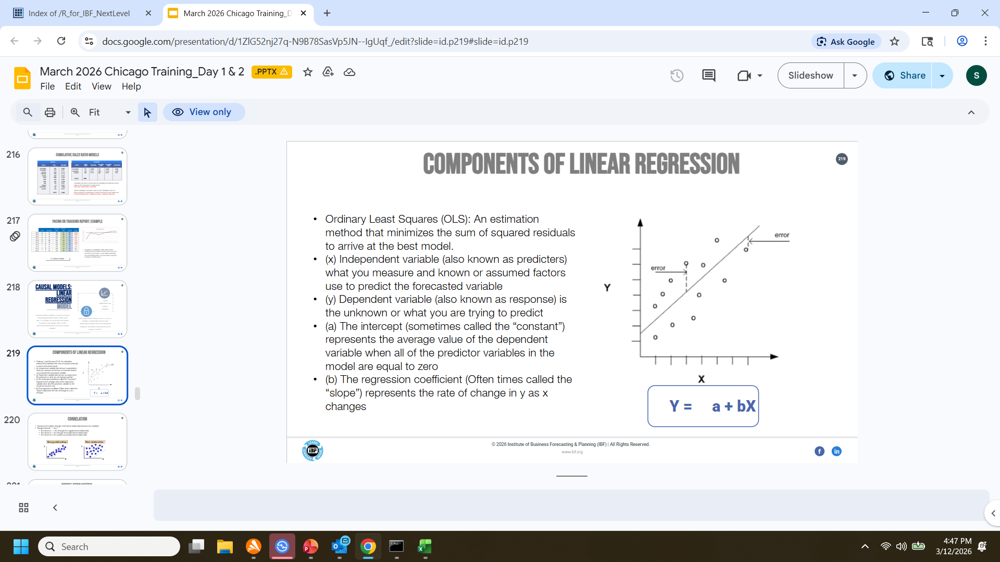 Index of /R_for_IBF_NextLevel
March 2026 Chicago Training_D
docs.google.com/presentation/d/1ZlG52nj27q-N9B78SasVp5JN--IgUqf_/edit?slide=id.p219#slide=id.p219
Ask Google
March 2026 Chicago Training_Day 1 & 2
.PPTX
File Edit View Help
Slideshow
Share
S
Fit
View only
216
CUMULATIVE SALES RATIO MODELS
217
PACING OR TRACKING REPORT: EXAMPLE
218
CAUSAL MODELS:
LINEAR
REGRESSION
MODEL
219
COMPONENTS OF LINEAR REGRESSION
Y = a + bX
220
CORRELATION
Strong relationships
Weak relationships
COMPONENTS OF LINEAR REGRESSION
219
• Ordinary Least Squares (OLS): An estimation
method that minimizes the sum of squared residuals
to arrive at the best model.
• (x) Independent variable (also known as predicters)
what you measure and known or assumed factors
use to predict the forecasted variable
• (y) Dependent variable (also known as response) is
the unknown or what you are trying to predict
• (a) The intercept (sometimes called the “constant”)
represents the average value of the dependent
variable when all of the predictor variables in the
model are equal to zero
• (b) The regression coefficient (Often times called the
“slope”) represents the rate of change in y as x
changes
error
error
Y
X
Y = a + bX
LEARN
IBF
© 2026 Institute of Business Forecasting & Planning (IBF) | All Rights Reserved.
www.ibf.org
f
in
Search
4:47 PM
3/12/2026